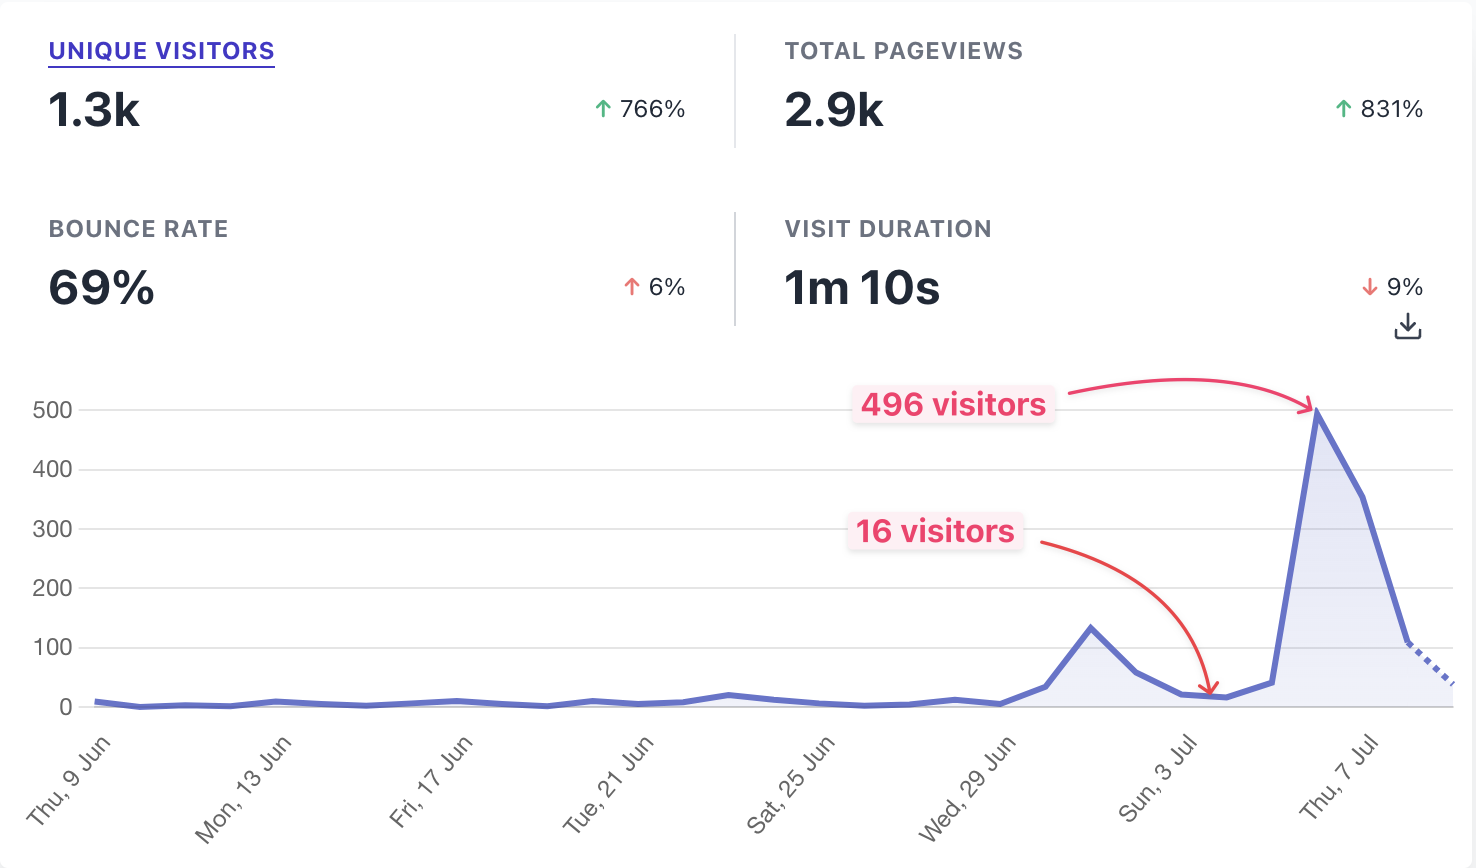 UNIQUE VISITORS
1.3k
↑ 766%
TOTAL PAGEVIEWS
2.9k
↑ 831%
BOUNCE RATE
69%
↑ 6%
VISIT DURATION
1m 10s
↓ 9%
496 visitors
16 visitors
500
400
300
200
100
0
Thu, 9 Jun
Mon, 13 Jun
Fri, 17 Jun
Tue, 21 Jun
Sat, 25 Jun
Wed, 29 Jun
Sun, 3 Jul
Thu, 7 Jul